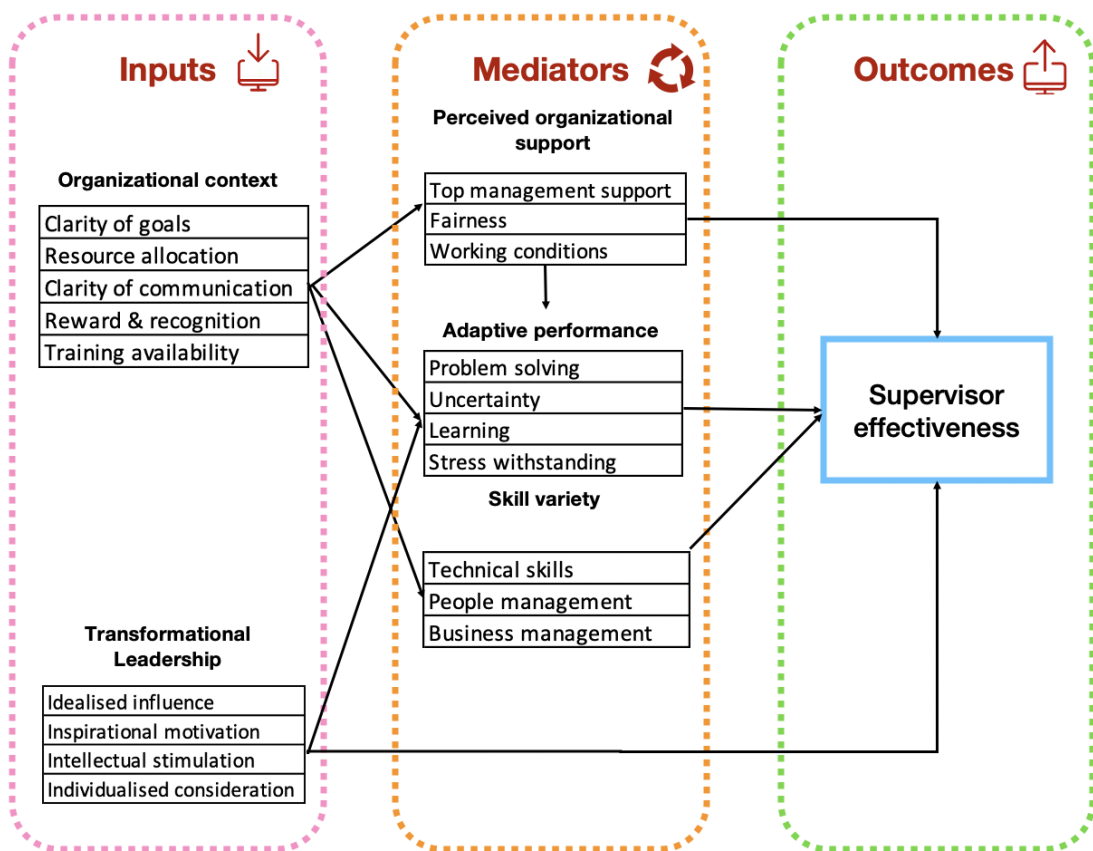 Inputs
Organizational context
Clarity of goals
Resource allocation
Clarity of communication
Reward & recognition
Training availability
Transformational
Leadership
Idealised influence
Inspirational motivation
Intellectual stimulation
Individualised consideration
Mediators
Perceived organizational
support
Top management support
Fairness
Working conditions
Adaptive performance
Problem solving
Uncertainty
Learning
Stress withstanding
Skill variety
Technical skills
People management
Business management
Outcomes
Supervisor
effectiveness